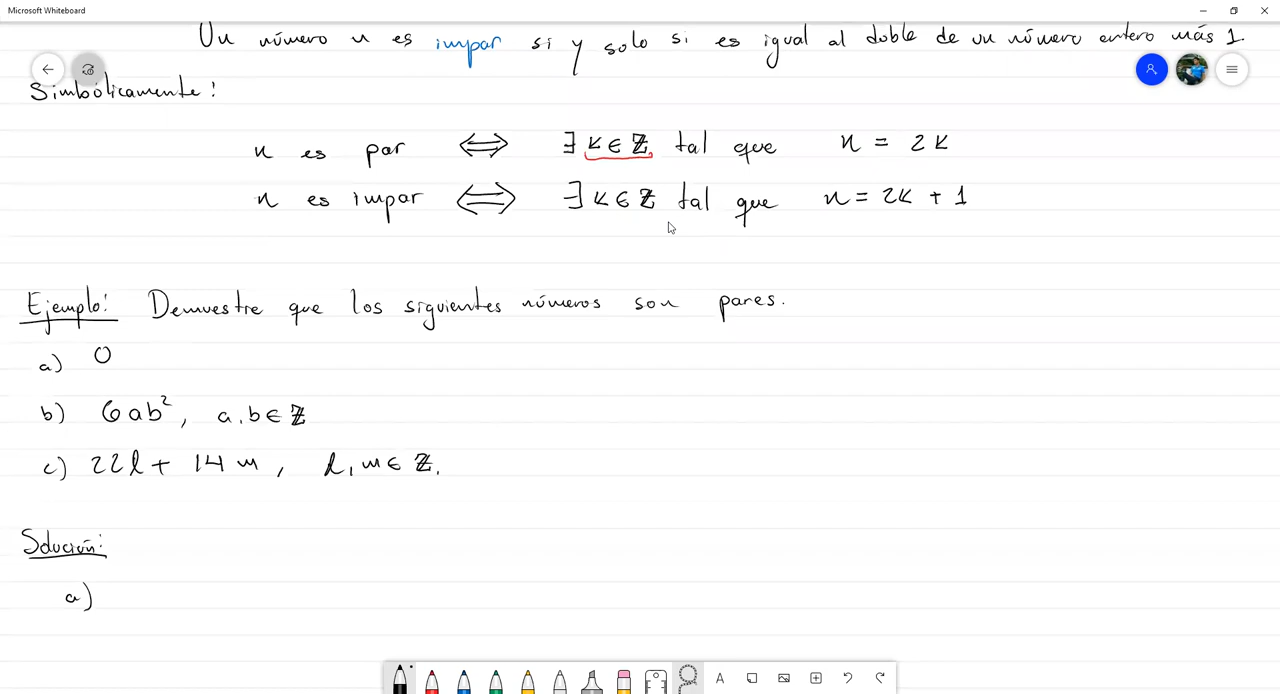 Microsoft Whiteboard
Un número n es impar si y solo si es igual al doble de un número entero más 1.
Simbólicamente:
n es par ⟺ ∃ k ∈ ℤ tal que n = 2k
n es impar ⟺ ∃ k ∈ ℤ tal que n = 2k + 1
Ejemplo: Demuestre que los siguientes números son pares.
a) 0
b) 6ab², a, b ∈ ℤ
c) 22l + 14m, l, m ∈ ℤ.
Solución:
a)
A